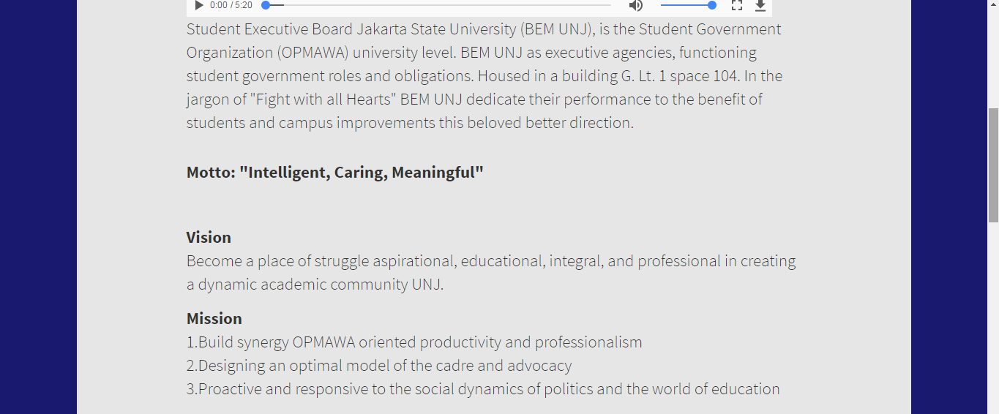 0:00 / 5:20
Student Executive Board Jakarta State University (BEM UNJ), is the Student Government
Organization (OPMAWA) university level. BEM UNJ as executive agencies, functioning
student government roles and obligations. Housed in a building G. Lt. 1 space 104. In the
jargon of "Fight with all Hearts" BEM UNJ dedicate their performance to the benefit of
students and campus improvements this beloved better direction.
Motto: "Intelligent, Caring, Meaningful"
Vision
Become a place of struggle aspirational, educational, integral, and professional in creating
a dynamic academic community UNJ.
Mission
1.Build synergy OPMAWA oriented productivity and professionalism
2.Designing an optimal model of the cadre and advocacy
3.Proactive and responsive to the social dynamics of politics and the world of education